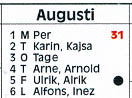 Augusti
1 M Per 31
2 T Karin, Kajsa
3 O Tage
4 T Arne, Arnold
5 F Ulrik, Alrik
6 L Alfons, Inez